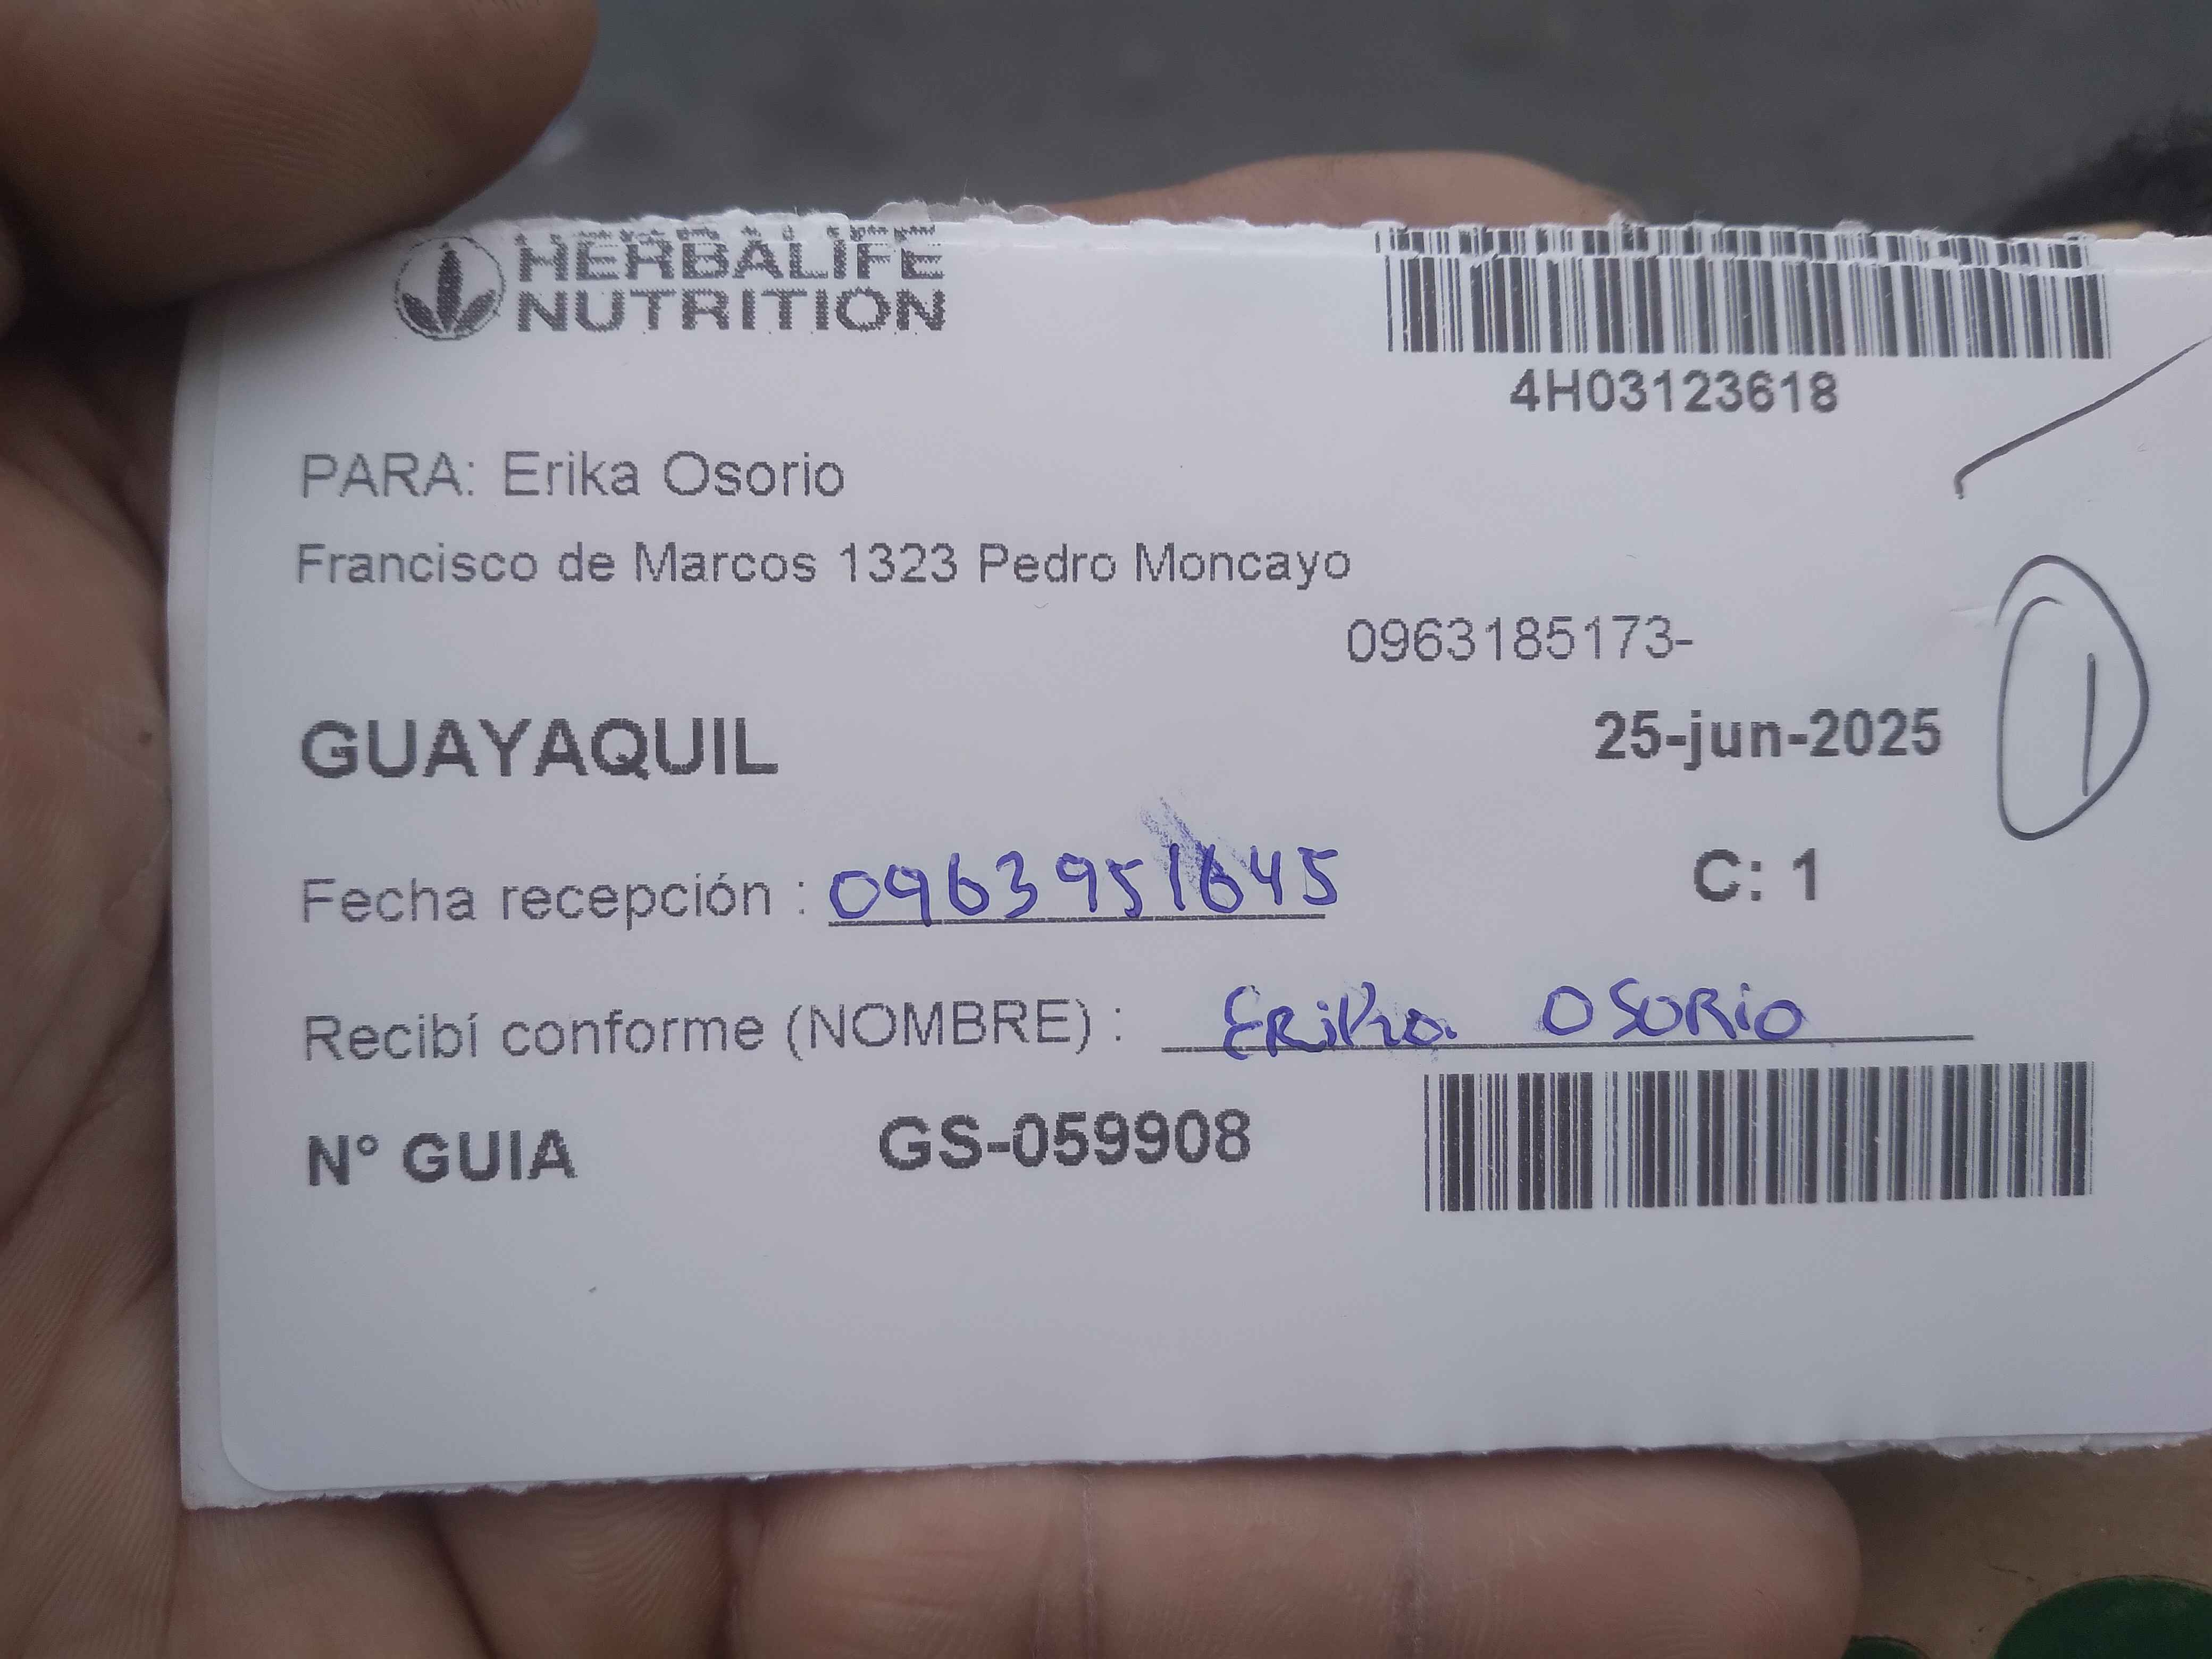 HERBALIFE
NUTRITION
4H03123618
PARA: Erika Osorio
Francisco de Marcos 1323 Pedro Moncayo
0963185173-
GUAYAQUIL
25-jun-2025
1
Fecha recepción : 0963951645
C: 1
Recibí conforme (NOMBRE) : ERiKa OSORiO
N° GUIA GS-059908